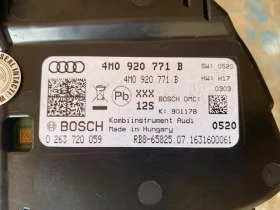 4M0 920 771 B
SW: 0520
4M0 920 771 B
HW: H17
0303
Pb
XXX
12S
BOSCH DMC:
K: 901178
BOSCH
Kombiinstrument Audi
Made in Hungary
0520
0 263 720 059
RB8-65825.07.1631600061